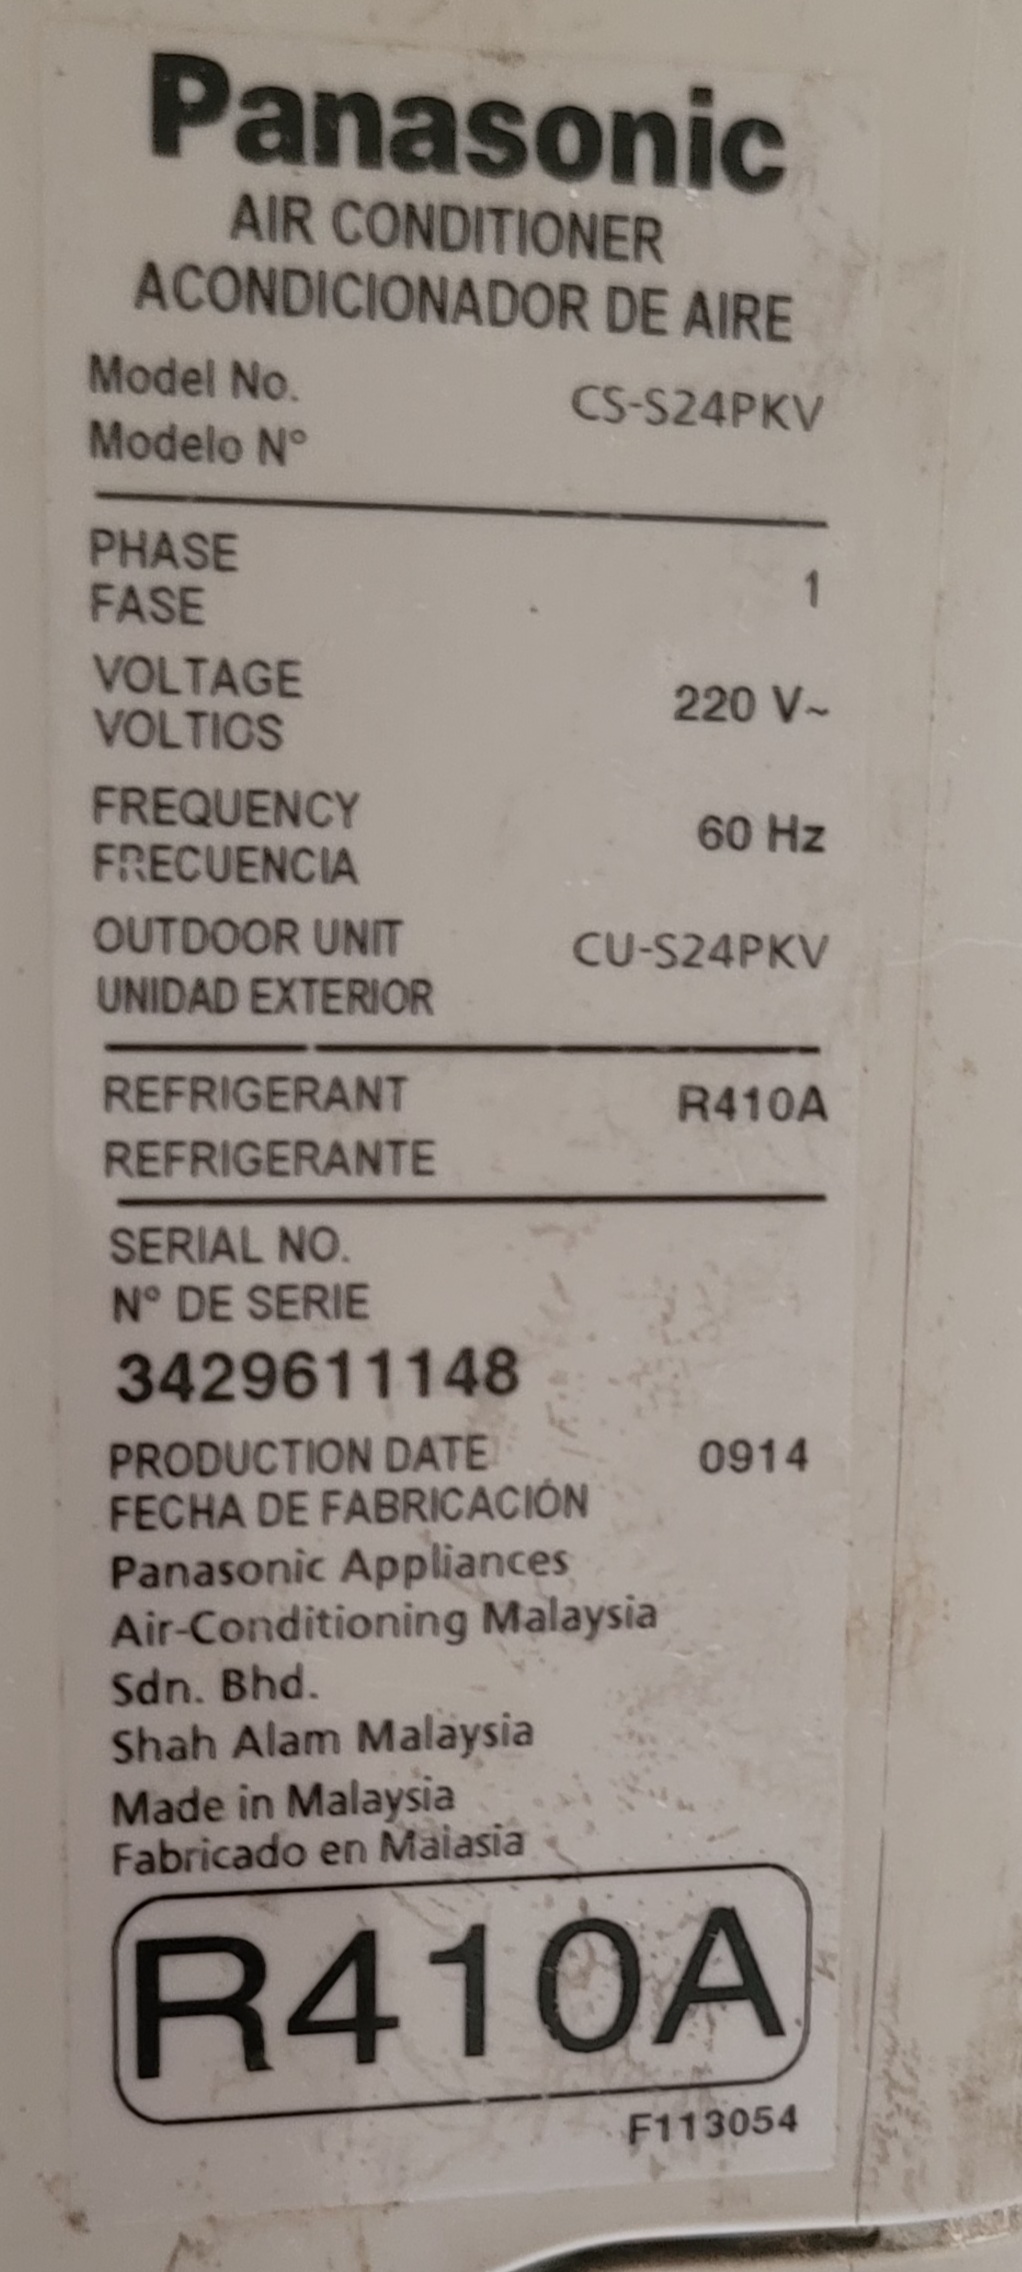 Panasonic
AIR CONDITIONER
ACONDICIONADOR DE AIRE
Model No.
Modelo N° CS-S24PKV
PHASE
FASE 1
VOLTAGE
VOLTIOS 220 V~
FREQUENCY
FRECUENCIA 60 Hz
OUTDOOR UNIT CU-S24PKV
UNIDAD EXTERIOR
REFRIGERANT R410A
REFRIGERANTE
SERIAL NO.
N° DE SERIE
3429611148
PRODUCTION DATE 0914
FECHA DE FABRICACIÓN
Panasonic Appliances
Air-Conditioning Malaysia
Sdn. Bhd.
Shah Alam Malaysia
Made in Malaysia
Fabricado en Malasia
R410A
F113054